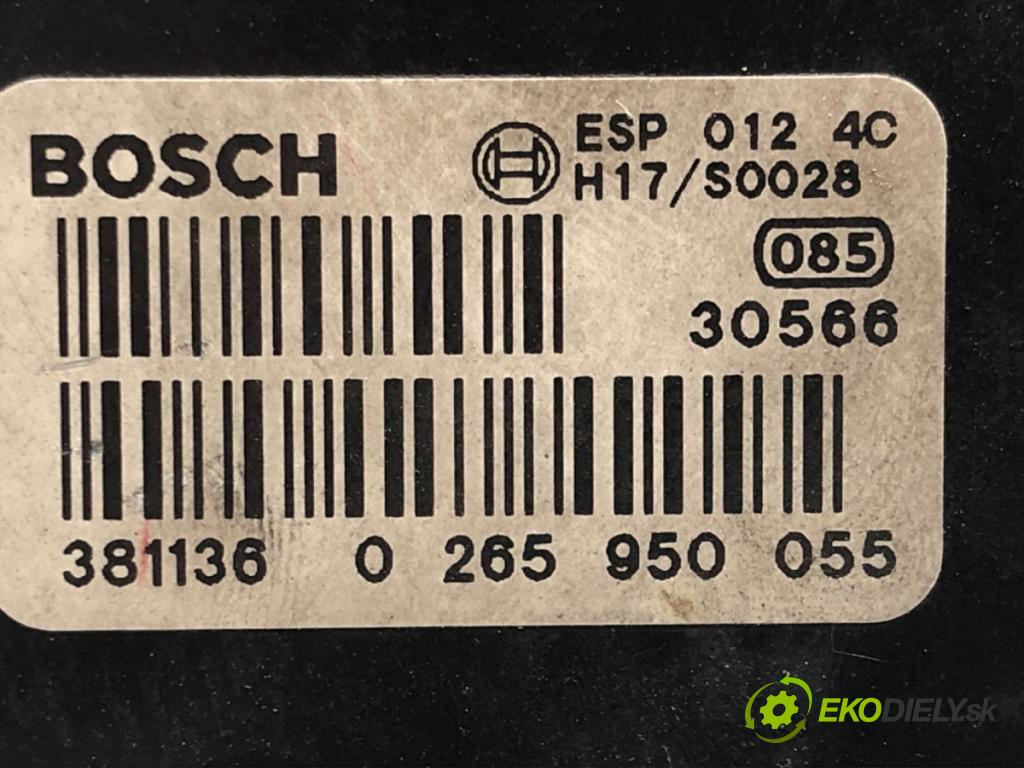 BOSCH
ESP 012 4C
H17/S0028
085
30566
381136 0 265 950 055
EKODIELY.sk